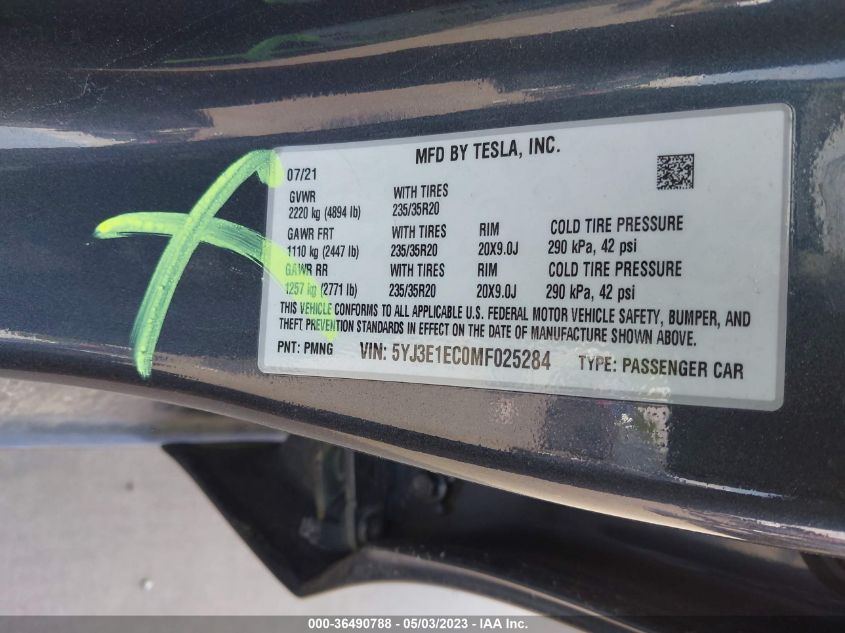 MFD BY TESLA, INC.
07/21
GVWR WITH TIRES
2220 kg (4894 lb) 235/35R20
GAWR FRT WITH TIRES RIM COLD TIRE PRESSURE
1110 kg (2447 lb) 235/35R20 20X9.0J 290 kPa, 42 psi
GAWR RR WITH TIRES RIM COLD TIRE PRESSURE
1257 kg (2771 lb) 235/35R20 20X9.0J 290 kPa, 42 psi
THIS VEHICLE CONFORMS TO ALL APPLICABLE U.S. FEDERAL MOTOR VEHICLE SAFETY, BUMPER, AND
THEFT PREVENTION STANDARDS IN EFFECT ON THE DATE OF MANUFACTURE SHOWN ABOVE.
PNT: PMNG VIN: 5YJ3E1EC0MF025284 TYPE: PASSENGER CAR
000-36490788 - 05/03/2023 - IAA Inc.